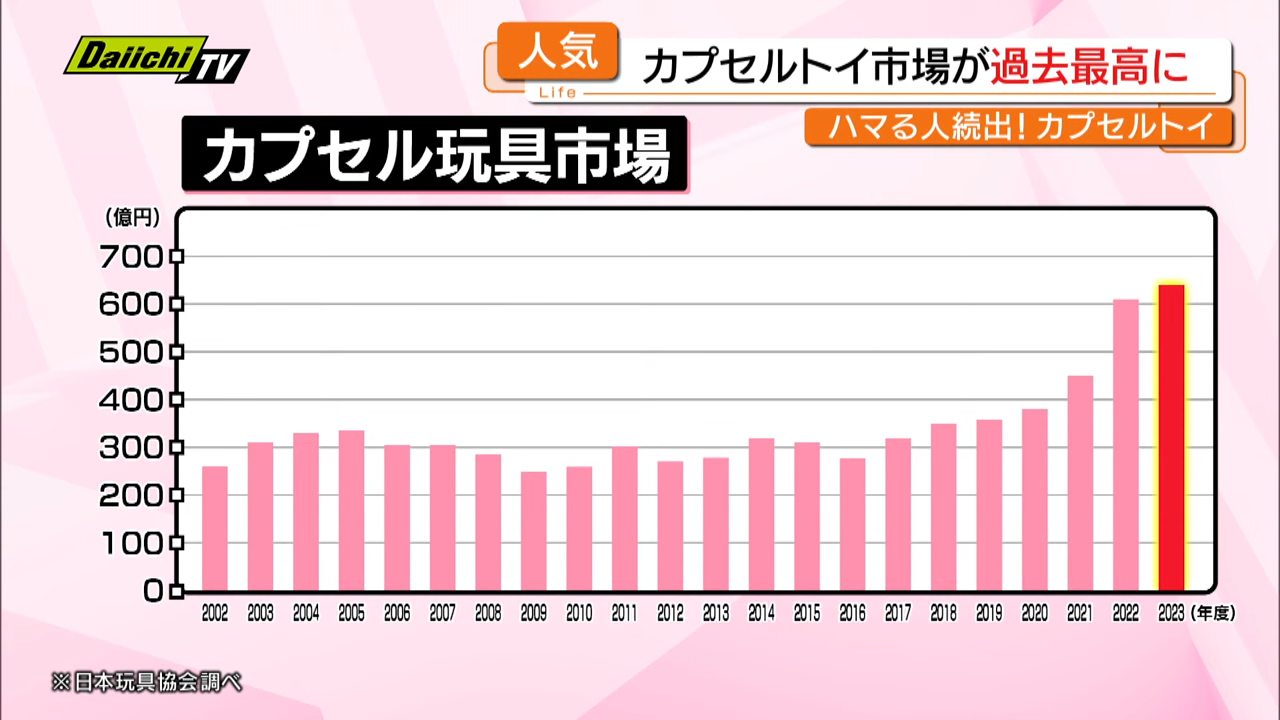 Daiichi TV
人気
カプセルトイ市場が過去最高に
Life
ハマる人続出！カプセルトイ
カプセル玩具市場
(億円)
700
600
500
400
300
200
100
0
2002 2003 2004 2005 2006 2007 2008 2009 2010 2011 2012 2013 2014 2015 2016 2017 2018 2019 2020 2021 2022 2023 (年度)
※日本玩具協会調べ